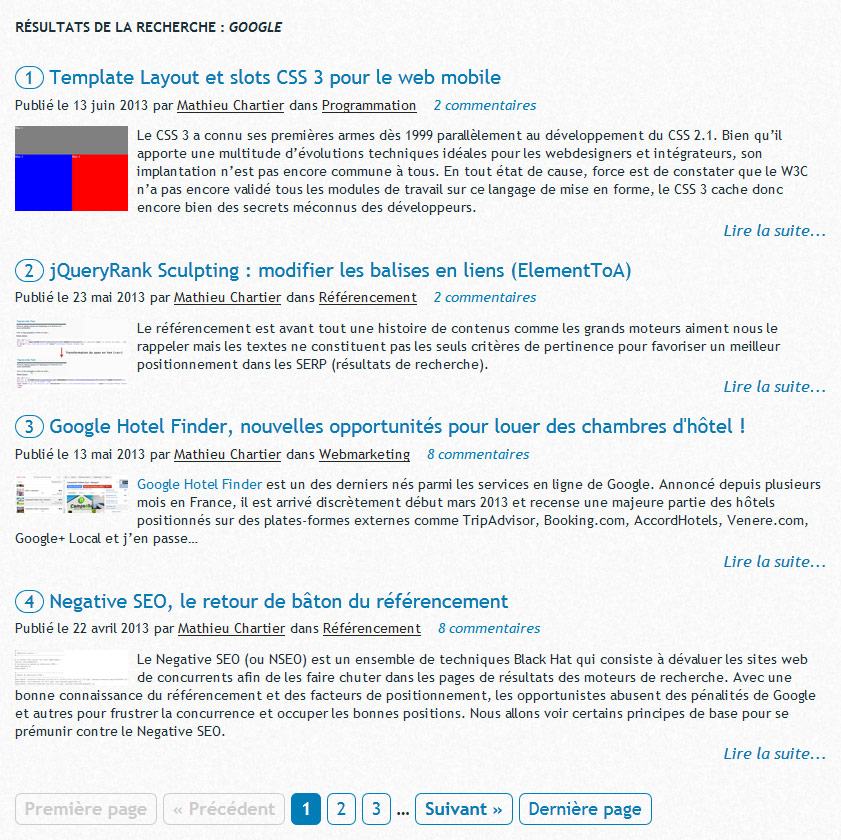 RÉSULTATS DE LA RECHERCHE : GOOGLE
1 Template Layout et slots CSS 3 pour le web mobile
Publié le 13 juin 2013 par Mathieu Chartier dans Programmation 2 commentaires
Le CSS 3 a connu ses premières armes dès 1999 parallèlement au développement du CSS 2.1. Bien qu’il
apporte une multitude d’évolutions techniques idéales pour les webdesigners et intégrateurs, son
implantation n’est pas encore commune à tous. En tout état de cause, force est de constater que le W3C
n’a pas encore validé tous les modules de travail sur ce langage de mise en forme, le CSS 3 cache donc
encore bien des secrets méconnus des développeurs.
Lire la suite...
2 jQueryRank Sculpting : modifier les balises en liens (ElementToA)
Publié le 23 mai 2013 par Mathieu Chartier dans Référencement 2 commentaires
Le référencement est avant tout une histoire de contenus comme les grands moteurs aiment nous le
rappeler mais les textes ne constituent pas les seuls critères de pertinence pour favoriser un meilleur
positionnement dans les SERP (résultats de recherche).
Lire la suite...
3 Google Hotel Finder, nouvelles opportunités pour louer des chambres d'hôtel !
Publié le 13 mai 2013 par Mathieu Chartier dans Webmarketing 8 commentaires
Google Hotel Finder est un des derniers nés parmi les services en ligne de Google. Annoncé depuis plusieurs
mois en France, il est arrivé discrètement début mars 2013 et recense une majeure partie des hôtels
positionnés sur des plates-formes externes comme TripAdvisor, Booking.com, AccordHotels, Venere.com,
Google+ Local et j’en passe…
Lire la suite...
4 Negative SEO, le retour de bâton du référencement
Publié le 22 avril 2013 par Mathieu Chartier dans Référencement 8 commentaires
Le Negative SEO (ou NSEO) est un ensemble de techniques Black Hat qui consiste à dévaluer les sites web
de concurrents afin de les faire chuter dans les pages de résultats des moteurs de recherche. Avec une
bonne connaissance du référencement et des facteurs de positionnement, les opportunistes abusent des pénalités de Google
et autres pour frustrer la concurrence et occuper les bonnes positions. Nous allons voir certains principes de base pour se
prémunir contre le Negative SEO.
Lire la suite...
Première page « Précédent 1 2 3 ... Suivant » Dernière page